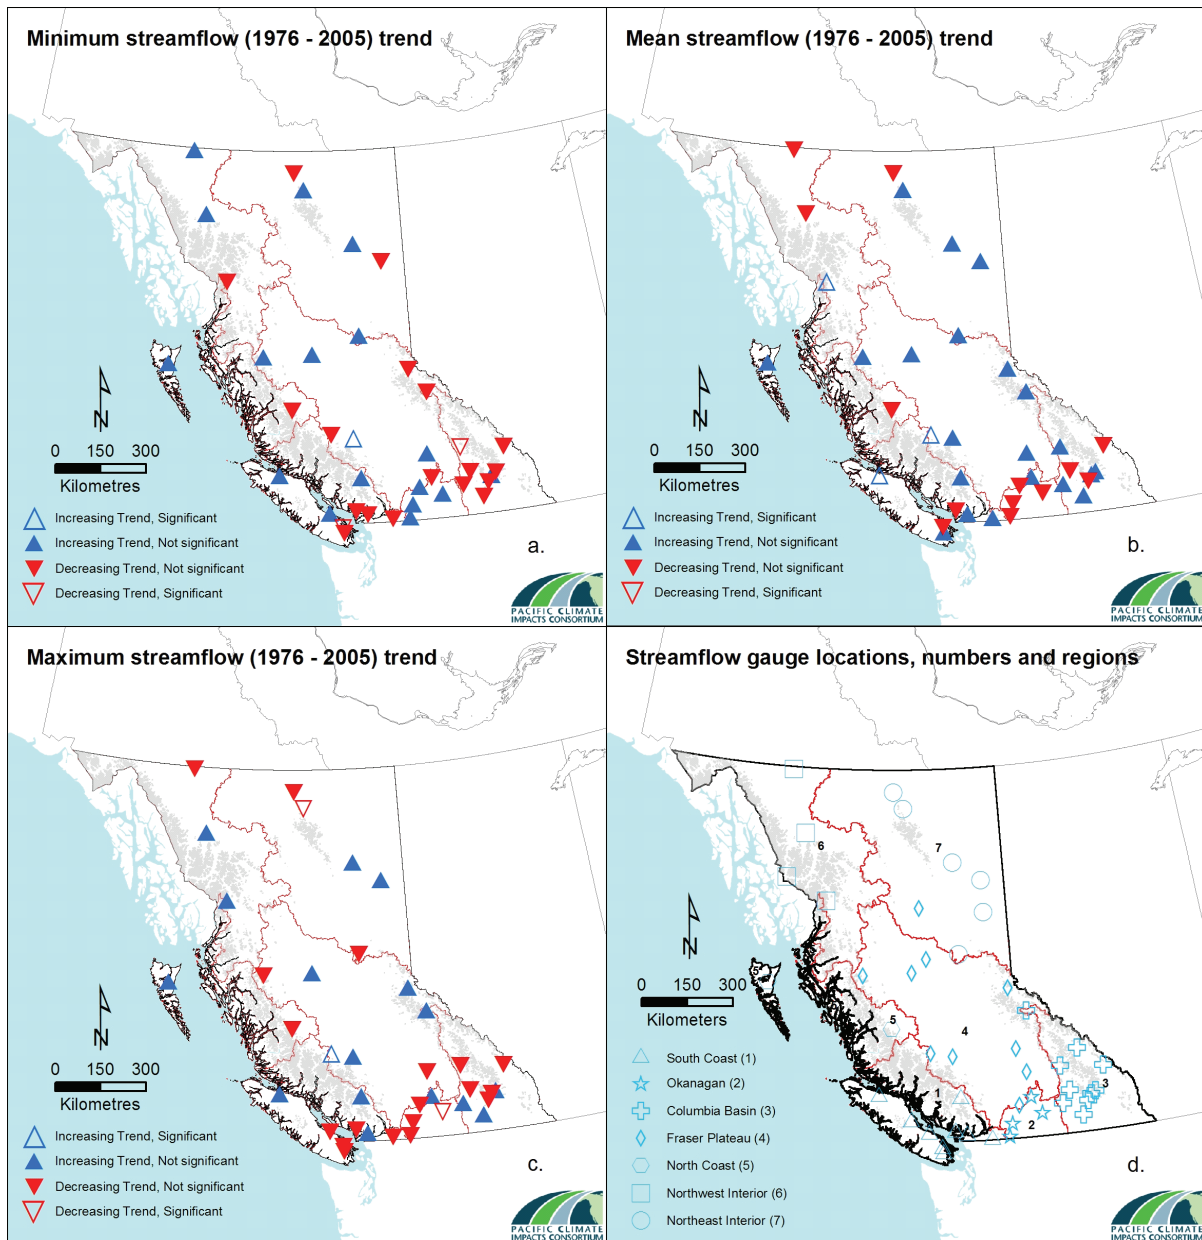 Minimum streamflow (1976 - 2005) trend
N
0 150 300
Kilometres
Increasing Trend, Significant
Increasing Trend, Not significant
Decreasing Trend, Not significant
Decreasing Trend, Significant
a.
PACIFIC CLIMATE
IMPACTS CONSORTIUM
Mean streamflow (1976 - 2005) trend
N
0 150 300
Kilometres
Increasing Trend, Significant
Increasing Trend, Not significant
Decreasing Trend, Not significant
Decreasing Trend, Significant
b.
PACIFIC CLIMATE
IMPACTS CONSORTIUM
Maximum streamflow (1976 - 2005) trend
N
0 150 300
Kilometres
Increasing Trend, Significant
Increasing Trend, Not significant
Decreasing Trend, Not significant
Decreasing Trend, Significant
c.
PACIFIC CLIMATE
IMPACTS CONSORTIUM
Streamflow gauge locations, numbers and regions
6
7
5
5
4
3
2
N
0 150 300
Kilometers
South Coast (1)
Okanagan (2)
Columbia Basin (3)
Fraser Plateau (4)
North Coast (5)
Northwest Interior (6)
Northeast Interior (7)
d.
PACIFIC CLIMATE
IMPACTS CONSORTIUM